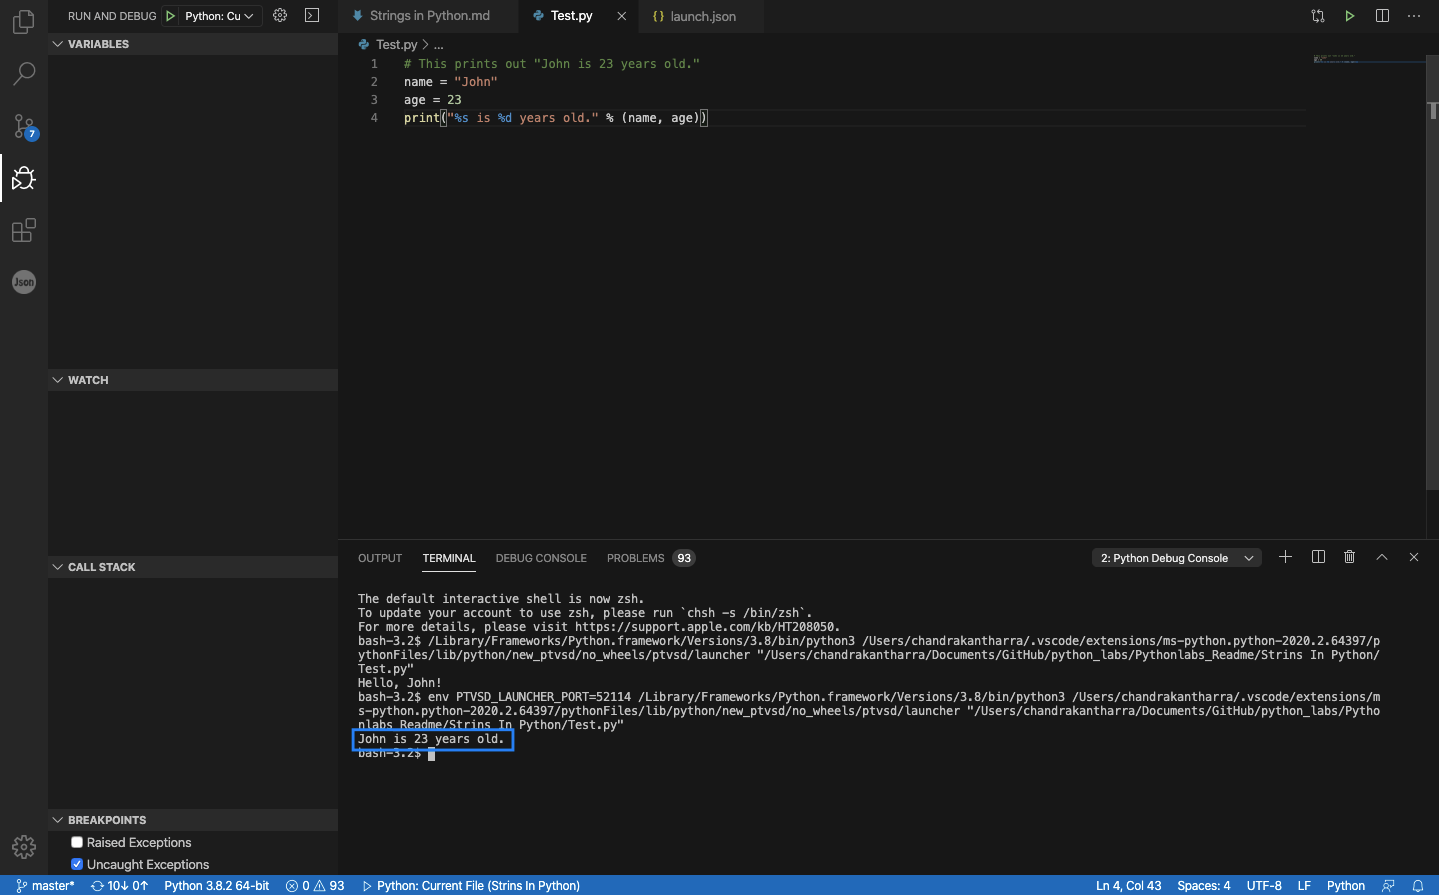 RUN AND DEBUG Python: Cu
Strings in Python.md
Test.py
{} launch.json
VARIABLES
7
Json
WATCH
CALL STACK
BREAKPOINTS
Raised Exceptions
Uncaught Exceptions
Test.py > ...
1 # This prints out "John is 23 years old."
2 name = "John"
3 age = 23
4 print("%s is %d years old." % (name, age))
OUTPUT TERMINAL DEBUG CONSOLE PROBLEMS 93
2: Python Debug Console
The default interactive shell is now zsh.
To update your account to use zsh, please run `chsh -s /bin/zsh`.
For more details, please visit https://support.apple.com/kb/HT208050.
bash-3.2$ /Library/Frameworks/Python.framework/Versions/3.8/bin/python3 /Users/chandrakantharra/.vscode/extensions/ms-python.python-2020.2.64397/p
ythonFiles/lib/python/new_ptvsd/no_wheels/ptvsd/launcher "/Users/chandrakantharra/Documents/GitHub/python_labs/Pythonlabs_Readme/Strins In Python/
Test.py"
Hello, John!
bash-3.2$ env PTVSD_LAUNCHER_PORT=52114 /Library/Frameworks/Python.framework/Versions/3.8/bin/python3 /Users/chandrakantharra/.vscode/extensions/m
s-python.python-2020.2.64397/pythonFiles/lib/python/new_ptvsd/no_wheels/ptvsd/launcher "/Users/chandrakantharra/Documents/GitHub/python_labs/Pytho
nlabs_Readme/Strins In Python/Test.py"
John is 23 years old.
bash-3.2$
master* 10↓ 0↑ Python 3.8.2 64-bit 0 93 Python: Current File (Strins In Python)
Ln 4, Col 43 Spaces: 4 UTF-8 LF Python